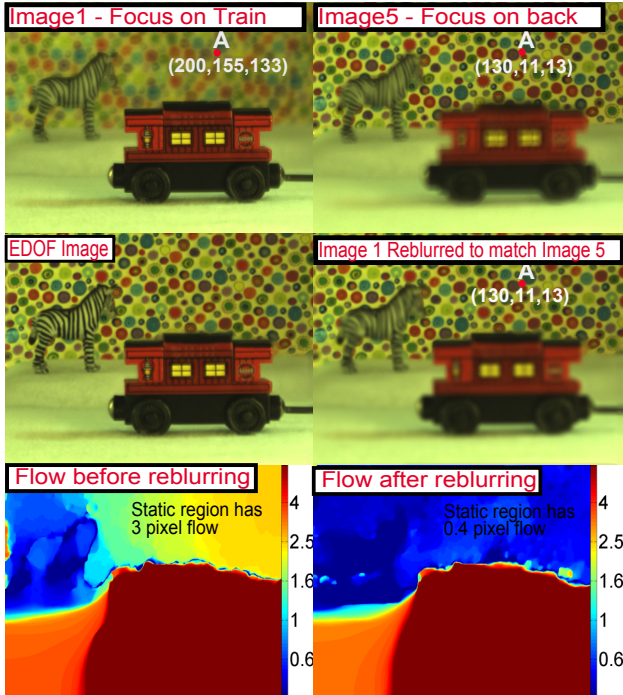 Image1 - Focus on Train
A
(200,155,133)
Image5 - Focus on back
A
(130,11,13)
EDOF Image
Image 1 Reblurred to match Image 5
A
(130,11,13)
Flow before reblurring
Static region has
3 pixel flow
4
2.5
1.6
1
0.6
Flow after reblurring
Static region has
0.4 pixel flow
4
2.5
1.6
1
0.6